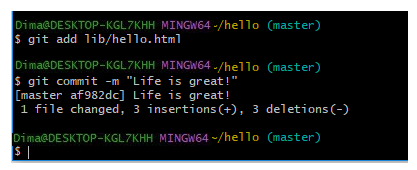 Dima@DESKTOP-KGL7KHH MINGW64 ~/hello (master)
$ git add lib/hello.html
Dima@DESKTOP-KGL7KHH MINGW64 ~/hello (master)
$ git commit -m "Life is great!"
[master af982dc] Life is great!
1 file changed, 3 insertions(+), 3 deletions(-)
Dima@DESKTOP-KGL7KHH MINGW64 ~/hello (master)
$